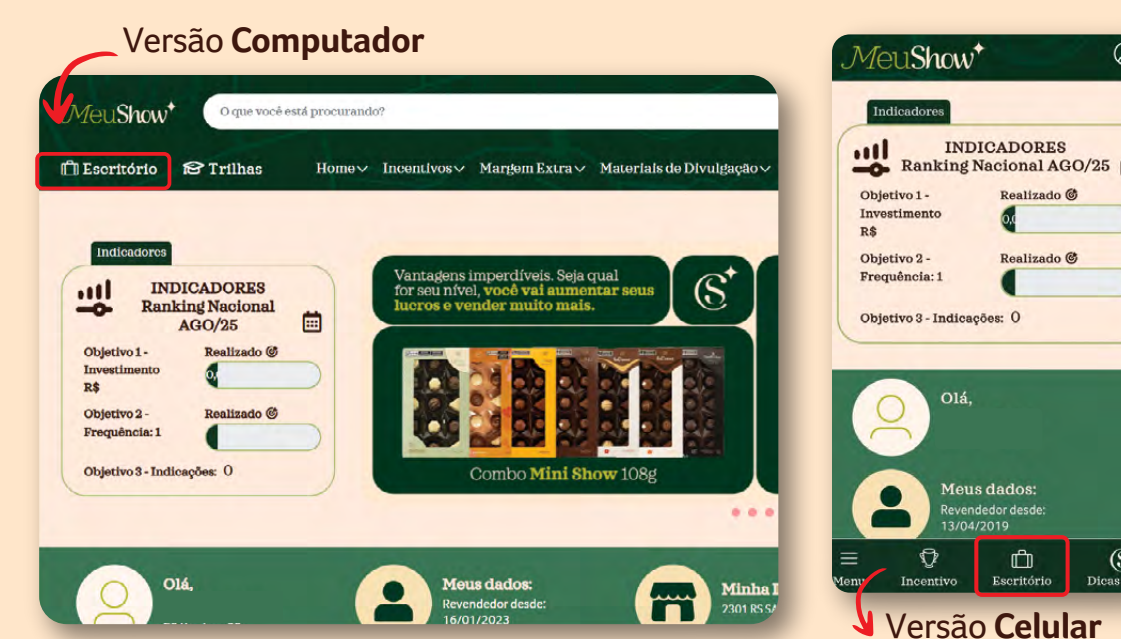 Versão Computador
MeuShow
O que você está procurando?
Escritório
Trilhas
Home
Incentivos
Margem Extra
Materiais de Divulgação
Indicadores
INDICADORES
Ranking Nacional
AGO/25
Objetivo 1 -
Investimento
R$
Realizado
0,
Objetivo 2 -
Frequência: 1
Realizado
Objetivo 3 - Indicações: 0
Vantagens imperdíveis. Seja qual
for seu nível, você vai aumentar seus
lucros e vender muito mais.
Combo Mini Show 108g
Olá,
Meus dados:
Revendedor desde:
16/01/2023
Minha
2301 RS
MeuShow
Indicadores
INDICADORES
Ranking Nacional AGO/25
Objetivo 1 -
Investimento
R$
Realizado
0,
Objetivo 2 -
Frequência: 1
Realizado
Objetivo 3 - Indicações: 0
Olá,
Meus dados:
Revendedor desde:
13/04/2019
Menu
Incentivo
Escritório
Dicas
Versão Celular